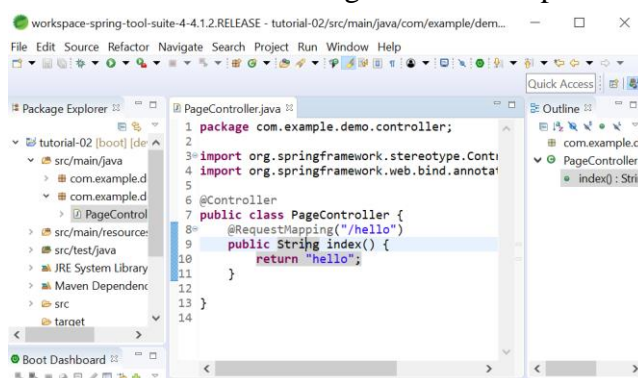 workspace-spring-tool-suite-4-4.1.2.RELEASE - tutorial-02/src/main/java/com/example/dem...
File Edit Source Refactor Navigate Search Project Run Window Help
Quick Access
Package Explorer
tutorial-02 [boot] [de
src/main/java
com.example.d
com.example.d
PageControl
src/main/resource
src/test/java
JRE System Library
Maven Dependenc
src
target
Boot Dashboard
PageController.java
1 package com.example.demo.controller;
2
3 import org.springframework.stereotype.Cont
4 import org.springframework.web.bind.annota
5
6 @Controller
7 public class PageController {
8 @RequestMapping("/hello")
9 public String index() {
10 return "hello";
11 }
12
13 }
14
Outline
com.example.c
PageController
index() : Stri